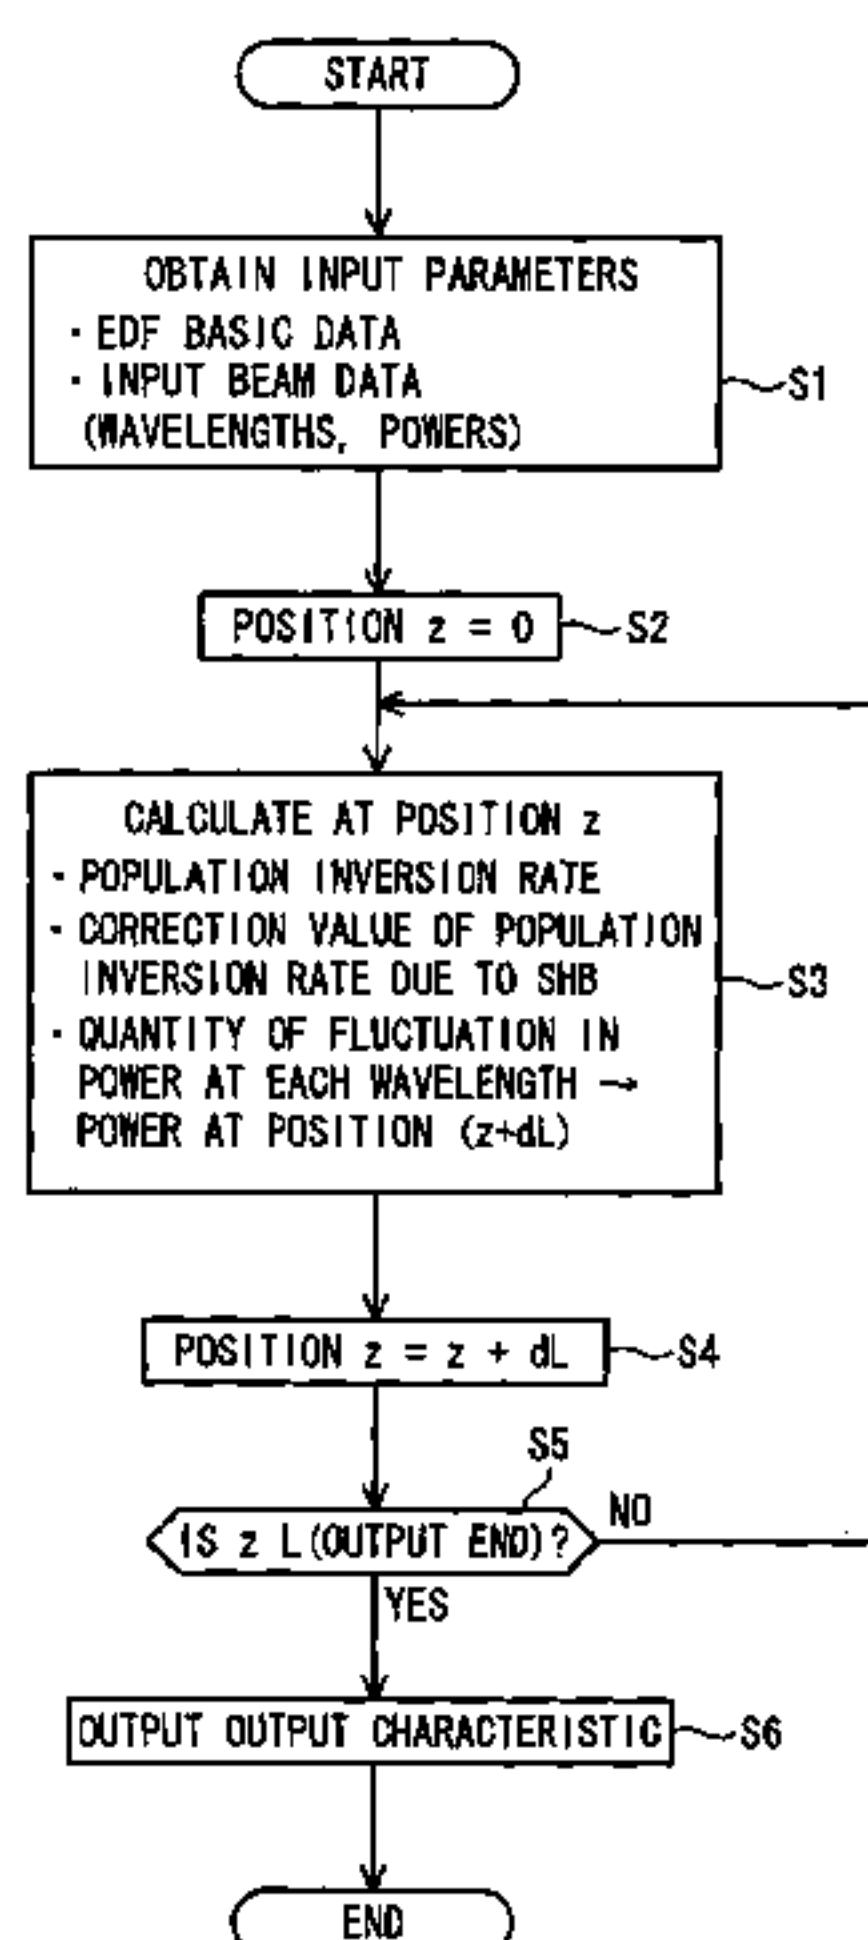 START
OBTAIN INPUT PARAMETERS
・EDF BASIC DATA
・INPUT BEAM DATA
(WAVELENGTHS, POWERS)
S1
POSITION z = 0
S2
CALCULATE AT POSITION z
・POPULATION INVERSION RATE
・CORRECTION VALUE OF POPULATION
INVERSION RATE DUE TO SHB
・QUANTITY OF FLUCTUATION IN
POWER AT EACH WAVELENGTH →
POWER AT POSITION (z+dL)
S3
POSITION z = z + dL
S4
S5
IS z L(OUTPUT END)?
NO
YES
OUTPUT OUTPUT CHARACTERISTIC
S6
END